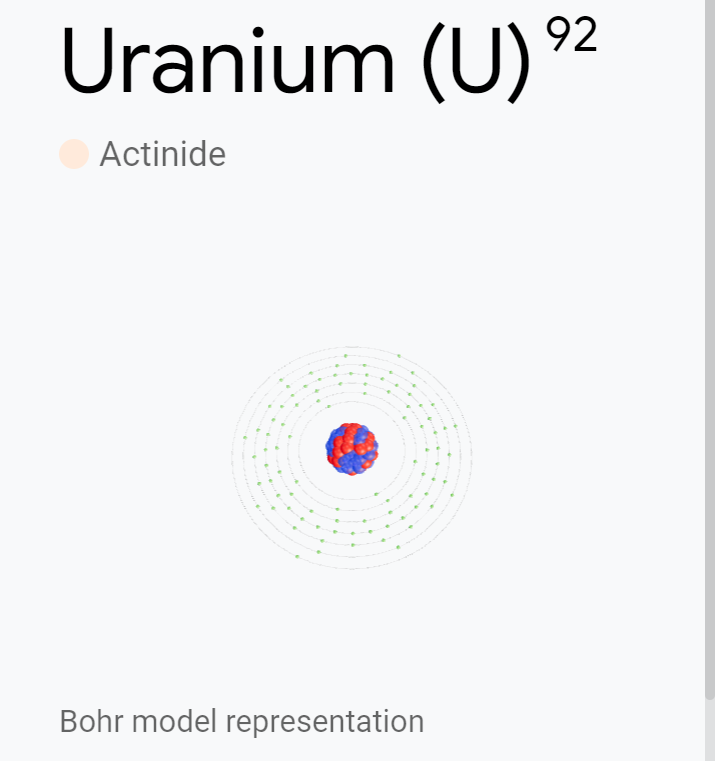 Uranium (U) 92
Actinide
Bohr model representation